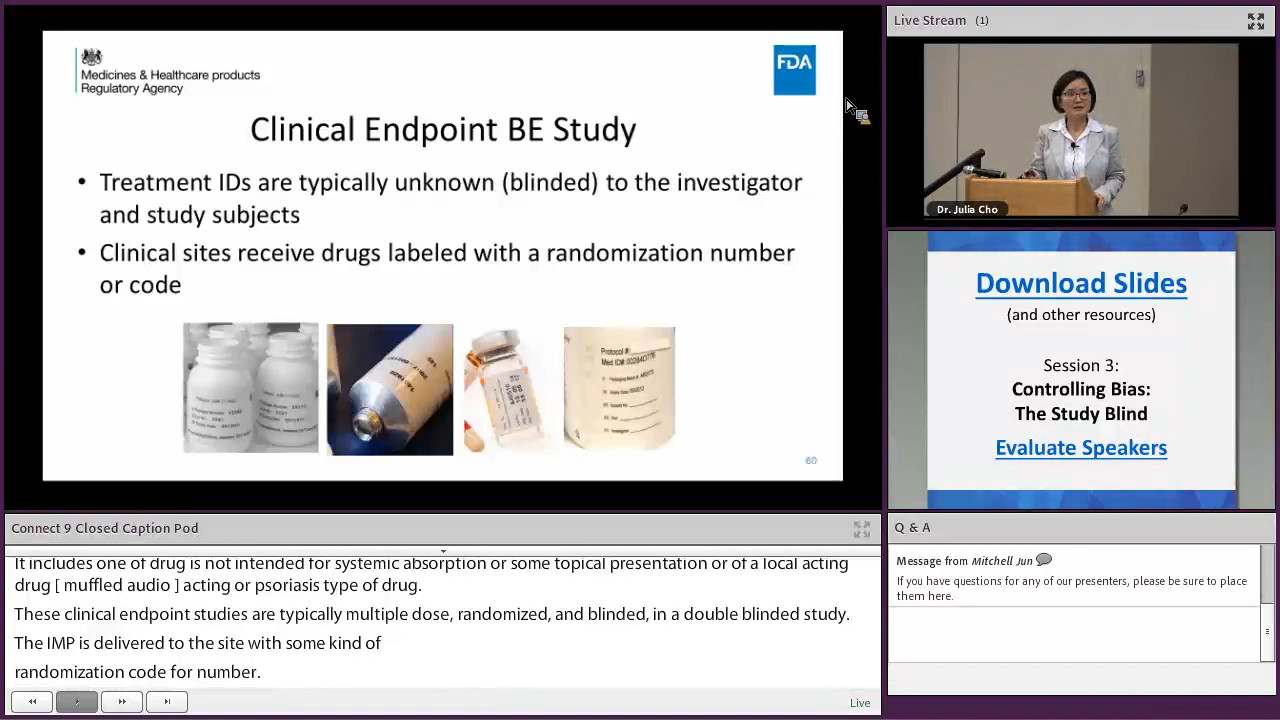 Medicines & Healthcare products
Regulatory Agency
FDA
Clinical Endpoint BE Study
• Treatment IDs are typically unknown (blinded) to the investigator
and study subjects
• Clinical sites receive drugs labeled with a randomization number
or code
Protocol #:
60
Live Stream (1)
Dr. Julia Cho
Download Slides
(and other resources)
Session 3:
Controlling Bias:
The Study Blind
Evaluate Speakers
Connect 9 Closed Caption Pod
It includes one of drug is not intended for systemic absorption or some topical presentation or of a local acting
drug [ muffled audio ] acting or psoriasis type of drug.
These clinical endpoint studies are typically multiple dose, randomized, and blinded, in a double blinded study.
The IMP is delivered to the site with some kind of
randomization code for number.
Live
Q & A
Message from Mitchell Jun
If you have questions for any of our presenters, please be sure to place
them here.